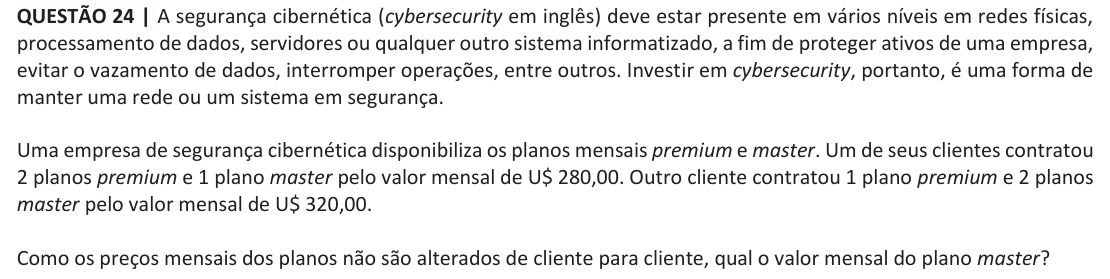 QUESTÃO 24 | A segurança cibernética (cybersecurity em inglês) deve estar presente em vários níveis em redes físicas,
processamento de dados, servidores ou qualquer outro sistema informatizado, a fim de proteger ativos de uma empresa,
evitar o vazamento de dados, interromper operações, entre outros. Investir em cybersecurity, portanto, é uma forma de
manter uma rede ou um sistema em segurança.
Uma empresa de segurança cibernética disponibiliza os planos mensais premium e master. Um de seus clientes contratou
2 planos premium e 1 plano master pelo valor mensal de U$ 280,00. Outro cliente contratou 1 plano premium e 2 planos
master pelo valor mensal de U$ 320,00.
Como os preços mensais dos planos não são alterados de cliente para cliente, qual o valor mensal do plano master?